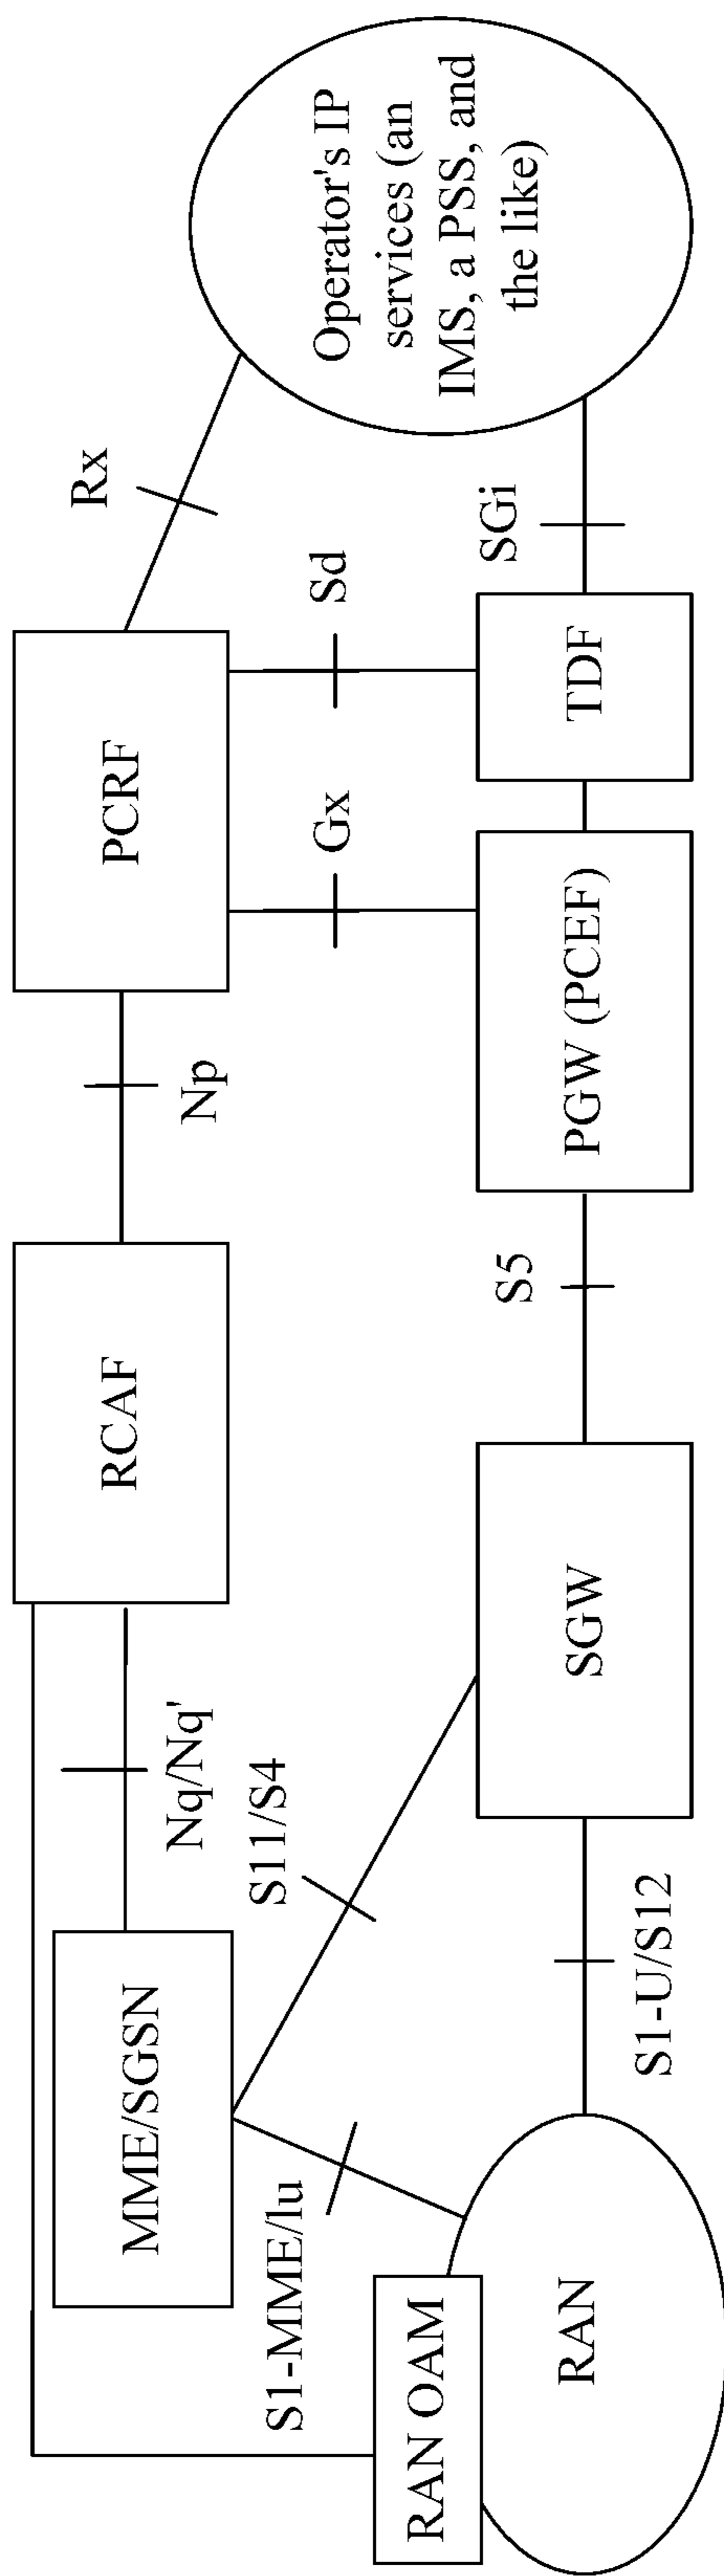 RCAF
PCRF
Rx
Np
MME/SGSN
Nq/Nq'
S11/S4
Gx
Sd
Operator's IP
services (an
IMS, a PSS, and
the like)
S1-MME/lu
RAN OAM
RAN
S1-U/S12
SGW
S5
PGW (PCEF)
TDF
SGi